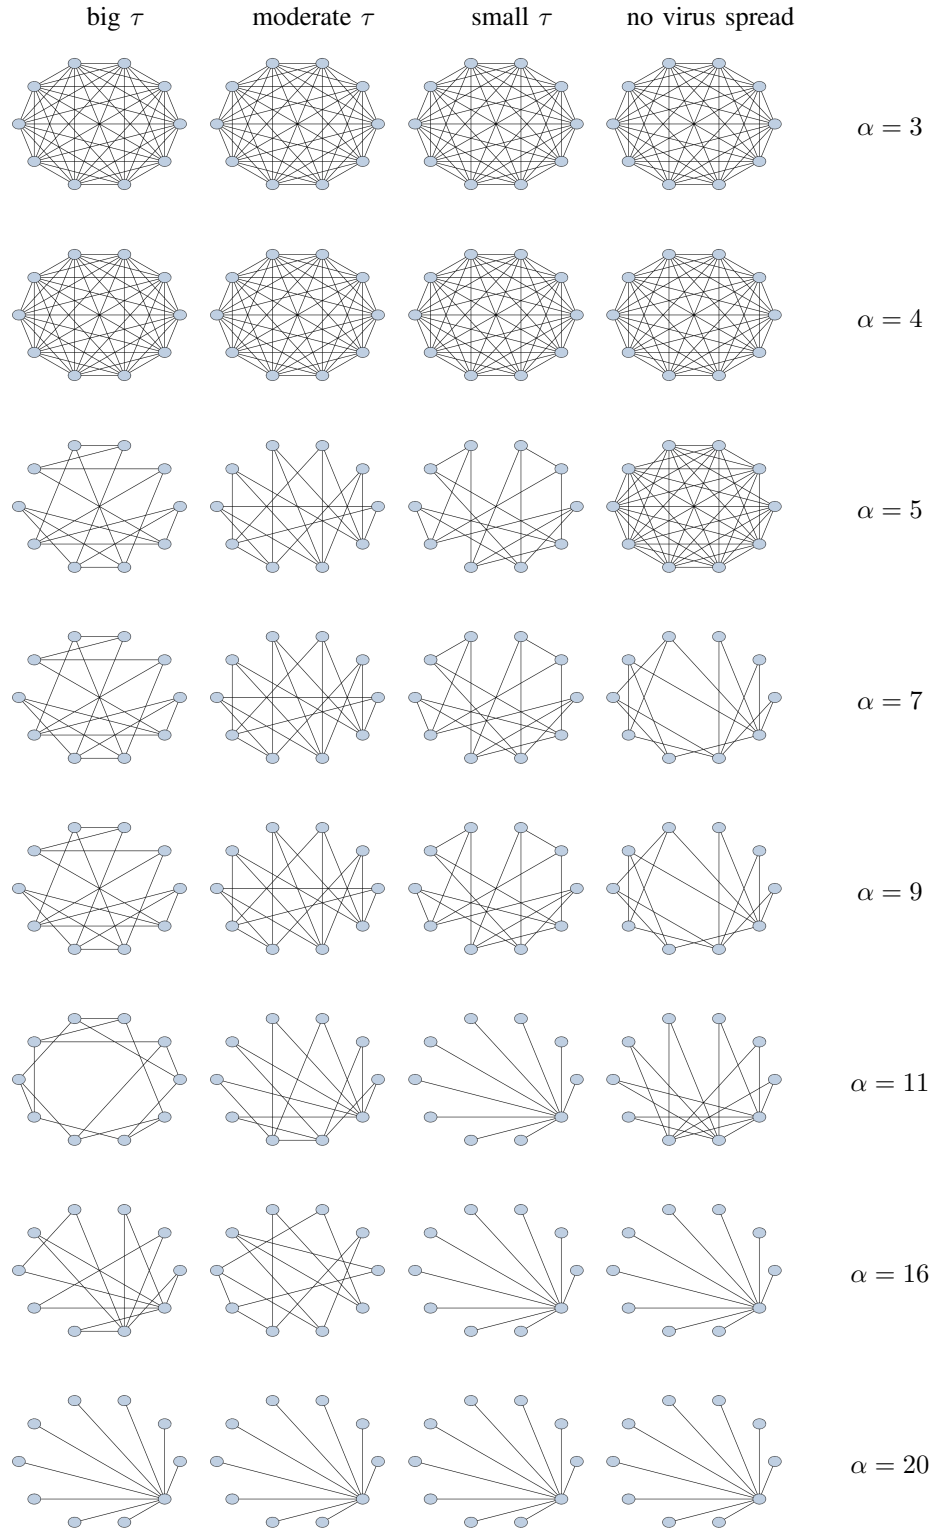 big τ moderate τ small τ no virus spread
α = 3
α = 4
α = 5
α = 7
α = 9
α = 11
α = 16
α = 20